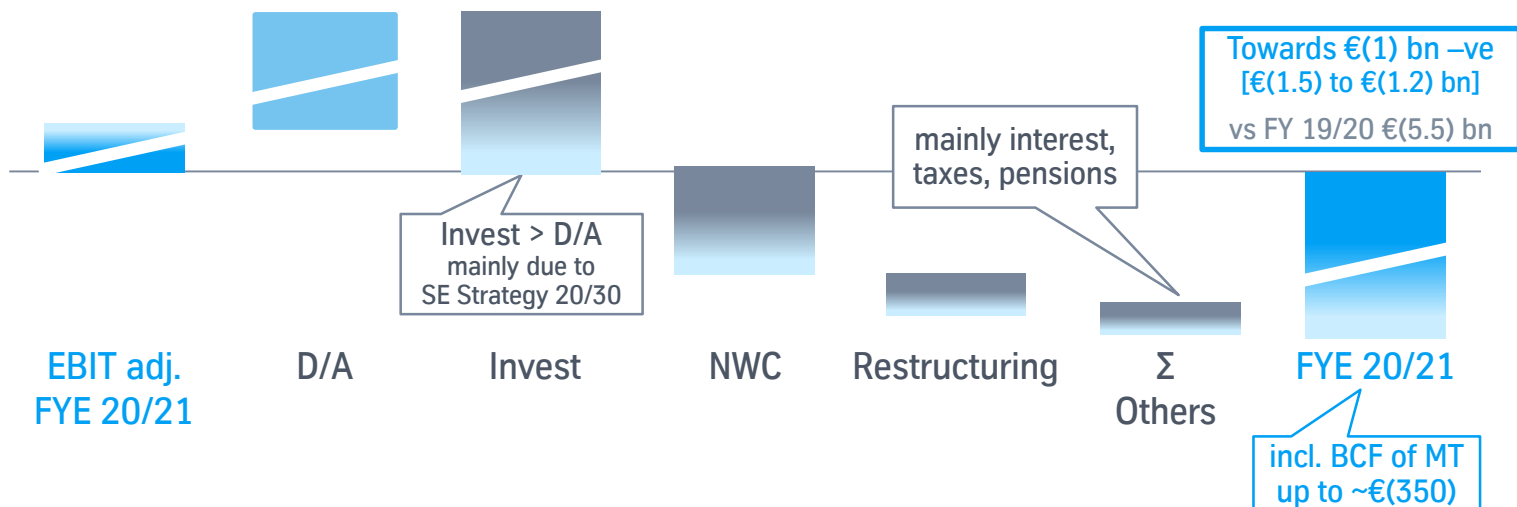 Towards €(1) bn –ve
[€(1.5) to €(1.2) bn]
vs FY 19/20 €(5.5) bn
mainly interest,
taxes, pensions
Invest > D/A
mainly due to
SE Strategy 20/30
EBIT adj.
FYE 20/21
D/A
Invest
NWC
Restructuring
Σ
Others
FYE 20/21
incl. BCF of MT
up to ~€(350)